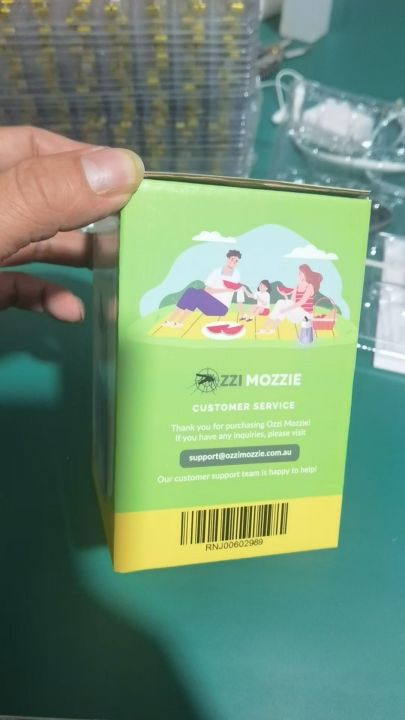 OZZI MOZZIE
CUSTOMER SERVICE
Thank you for purchasing Ozzi Mozzie!
If you have any inquiries, please visit
support@ozzimozzie.com.au
Our customer support team is happy to help!
RNJ00602989